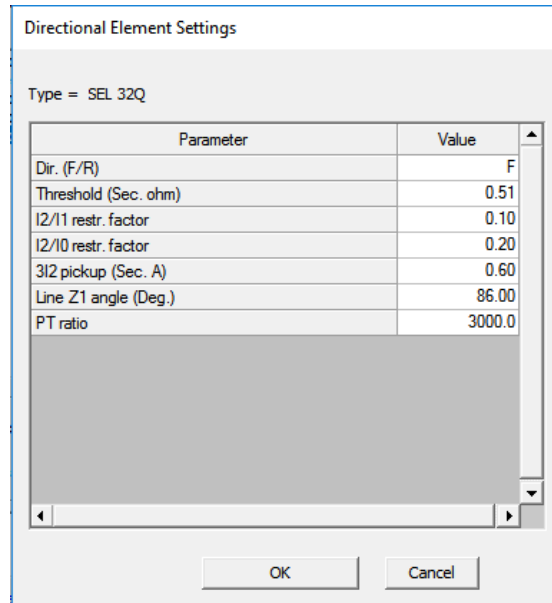 Directional Element Settings
Type = SEL 32Q
Parameter Value
Dir. (F/R) F
Threshold (Sec. ohm) 0.51
I2/I1 restr. factor 0.10
I2/I0 restr. factor 0.20
3I2 pickup (Sec. A) 0.60
Line Z1 angle (Deg.) 86.00
PT ratio 3000.0
OK Cancel